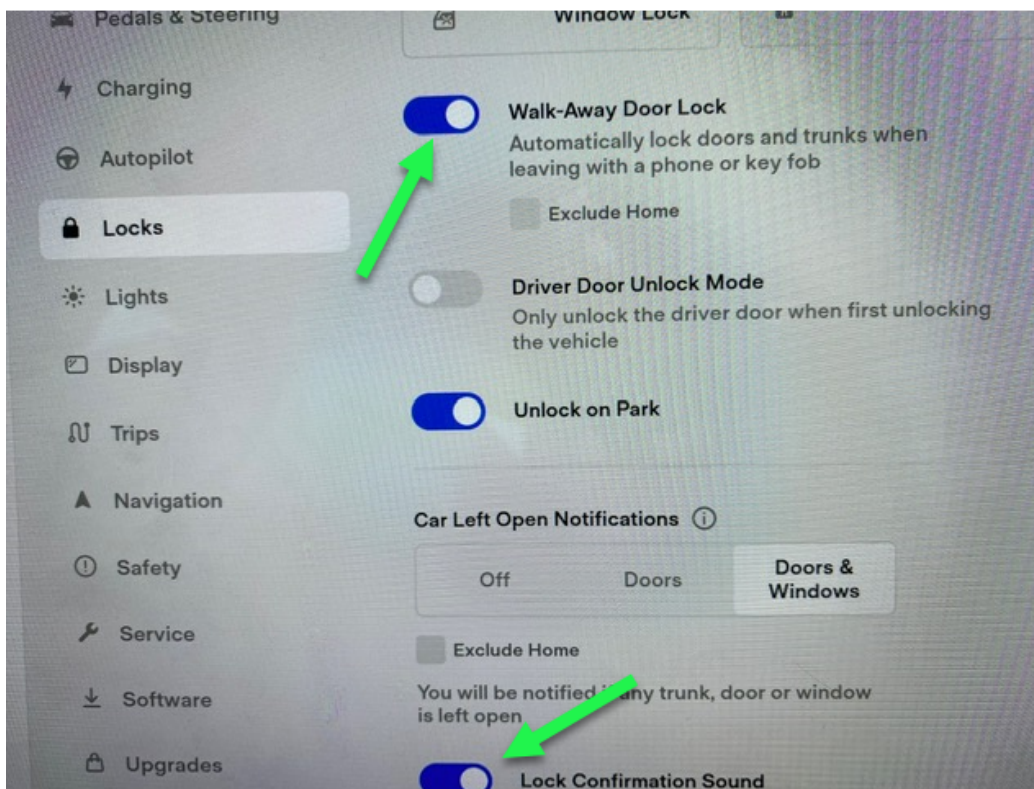 Pedals & Steering
Charging
Autopilot
Locks
Lights
Display
Trips
Navigation
Safety
Service
Software
Upgrades
Window Lock
Walk-Away Door Lock
Automatically lock doors and trunks when
leaving with a phone or key fob
Exclude Home
Driver Door Unlock Mode
Only unlock the driver door when first unlocking
the vehicle
Unlock on Park
Car Left Open Notifications
Off
Doors
Doors &
Windows
Exclude Home
You will be notified if any trunk, door or window
is left open
Lock Confirmation Sound